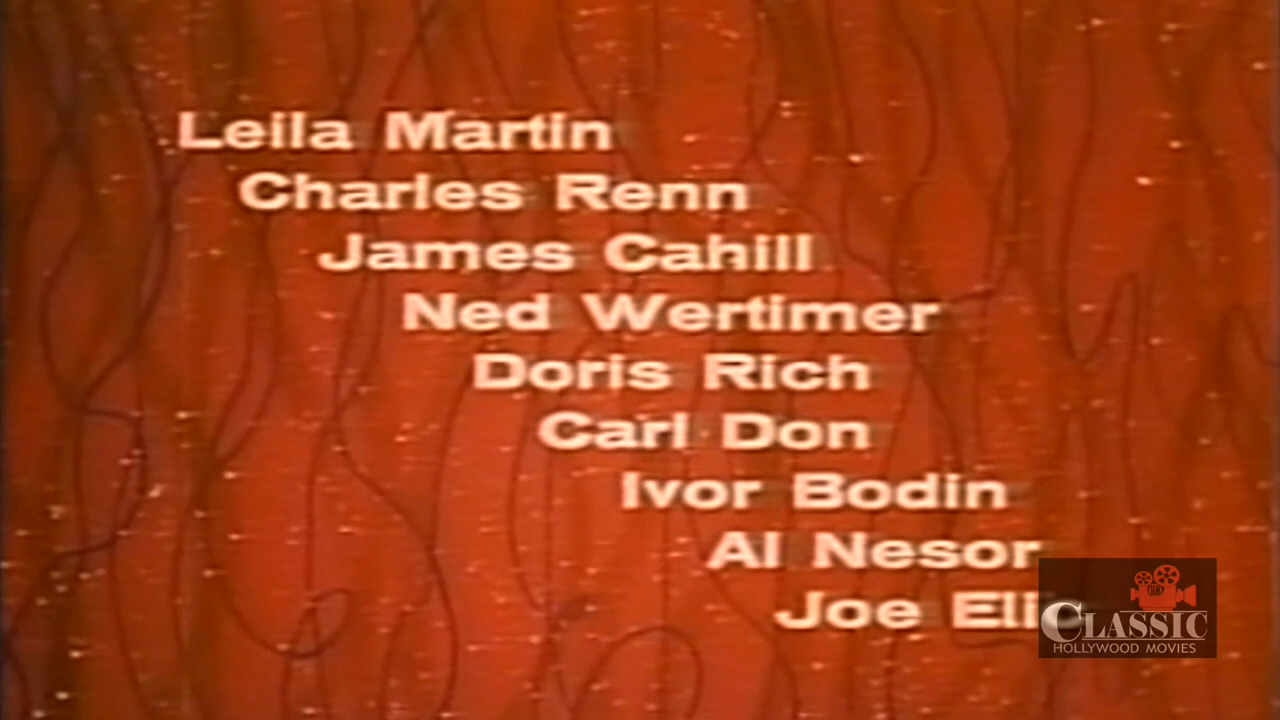 Leila Martin
Charles Renn
James Cahill
Ned Wertimer
Doris Rich
Carl Don
Ivor Bodin
Al Nesor
Joe
CLASSIC
HOLLYWOOD MOVIES